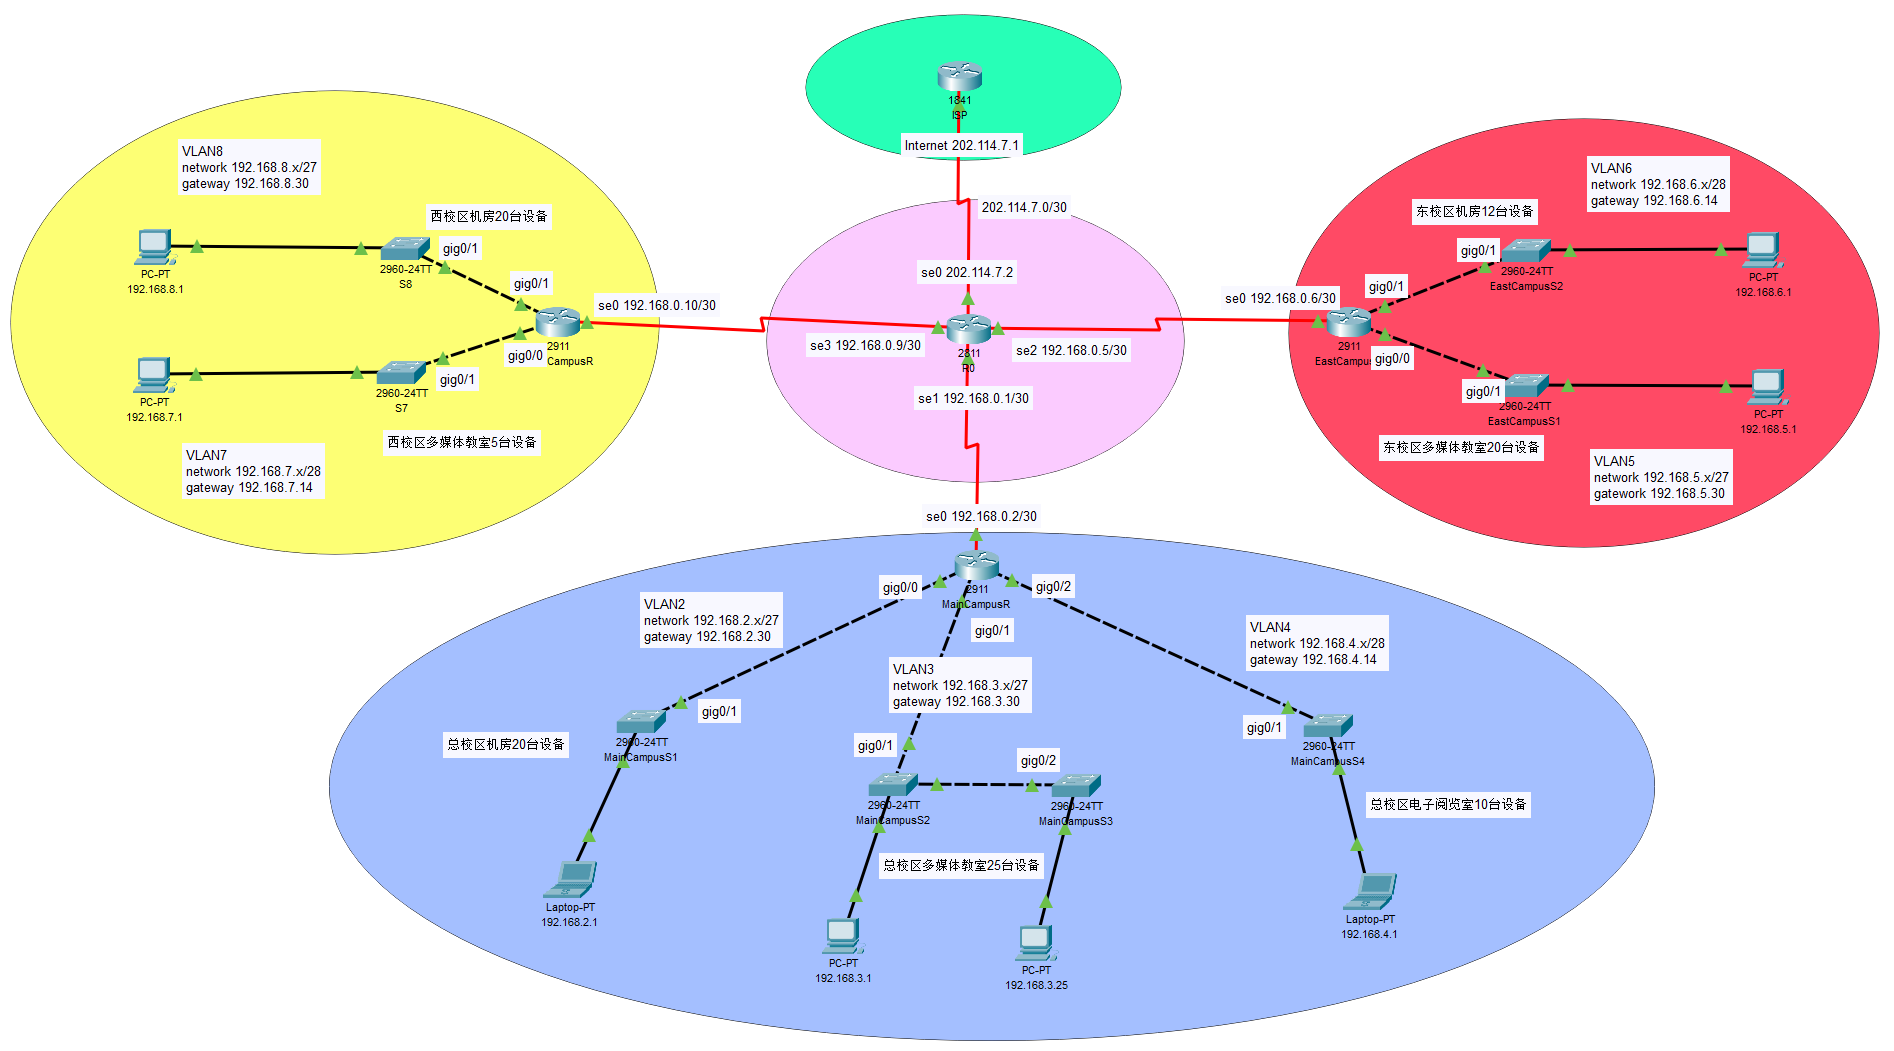 1841
ISP
Internet 202.114.7.1
202.114.7.0/30
se0 202.114.7.2
se3 192.168.0.9/30
2811
R0
se2 192.168.0.5/30
se1 192.168.0.1/30
VLAN8
network 192.168.8.x/27
gateway 192.168.8.30
西校区机房20台设备
gig0/1
PC-PT
192.168.8.1
2960-24TT
S8
gig0/1
se0 192.168.0.10/30
2911
CampusR
gig0/0
gig0/1
2960-24TT
S7
PC-PT
192.168.7.1
西校区多媒体教室5台设备
VLAN7
network 192.168.7.x/28
gateway 192.168.7.14
VLAN6
network 192.168.6.x/28
gateway 192.168.6.14
东校区机房12台设备
gig0/1
2960-24TT
EastCampusS2
PC-PT
192.168.6.1
gig0/1
se0 192.168.0.6/30
2911
EastCampus
gig0/0
gig0/1
2960-24TT
EastCampusS1
PC-PT
192.168.5.1
东校区多媒体教室20台设备
VLAN5
network 192.168.5.x/27
gatework 192.168.5.30
se0 192.168.0.2/30
gig0/0
2911
MainCampusR
gig0/2
gig0/1
VLAN2
network 192.168.2.x/27
gateway 192.168.2.30
VLAN3
network 192.168.3.x/27
gateway 192.168.3.30
VLAN4
network 192.168.4.x/28
gateway 192.168.4.14
gig0/1
总校区机房20台设备
2960-24TT
MainCampusS1
gig0/1
gig0/2
2960-24TT
MainCampusS2
2960-24TT
MainCampusS3
gig0/1
2960-24TT
MainCampusS4
总校区电子阅览室10台设备
总校区多媒体教室25台设备
Laptop-PT
192.168.2.1
PC-PT
192.168.3.1
PC-PT
192.168.3.25
Laptop-PT
192.168.4.1